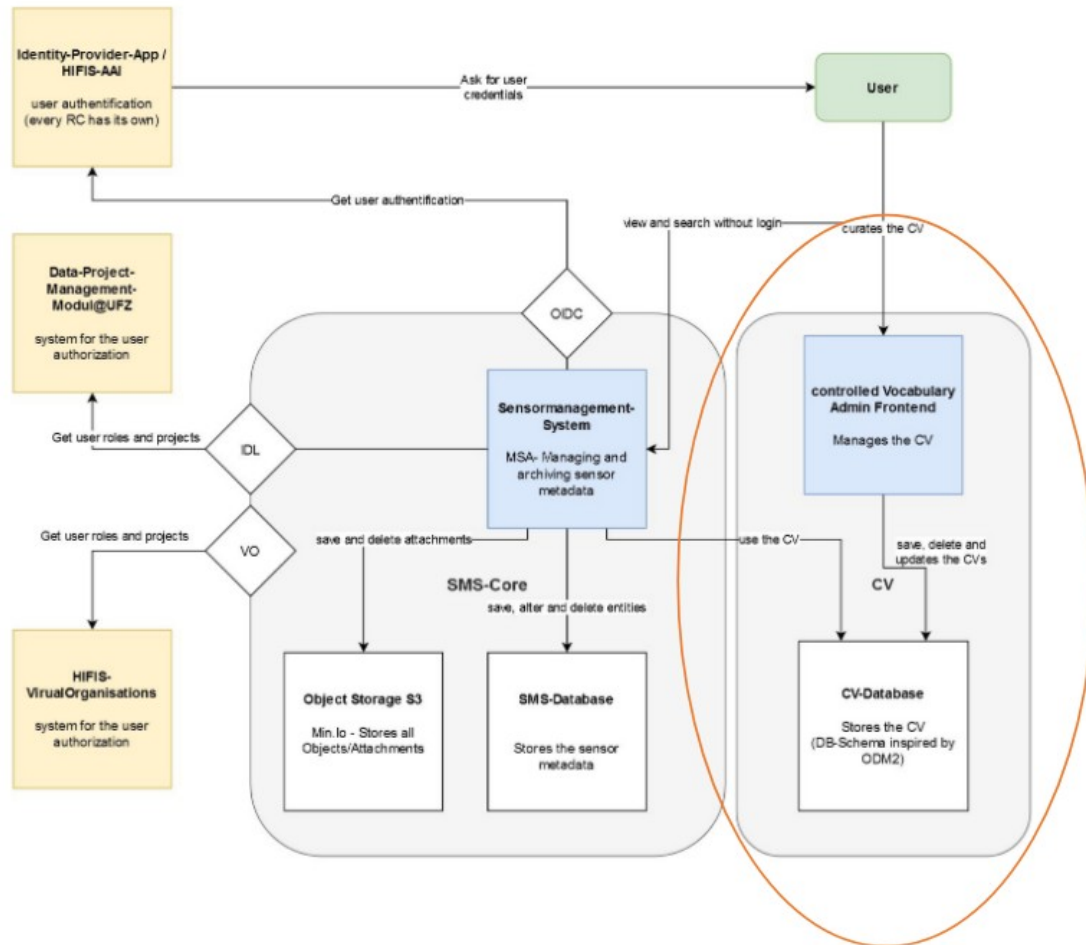 Identity-Provider-App /
HIFIS-AAI
user authentification
(every RC has its own)
Ask for user
credentials
User
Get user authentification
view and search without login
curates the CV
Data-Project-
Management-
Modul@UFZ
system for the user
authorization
OIDC
Sensormanagement-
System
MSA- Managing and
archiving sensor
metadata
controlled Vocabulary
Admin Frontend
Manages the CV
Get user roles and projects
IDL
Get user roles and projects
VO
save and delete attachments
use the CV
save, delete and
updates the CVs
SMS-Core
CV
save, alter and delete entities
HIFIS-
VirualOrganisations
system for the user
authorization
Object Storage S3
Min.Io - Stores all
Objects/Attachments
SMS-Database
Stores the sensor
metadata
CV-Database
Stores the CV
(DB-Schema inspired by
ODM2)